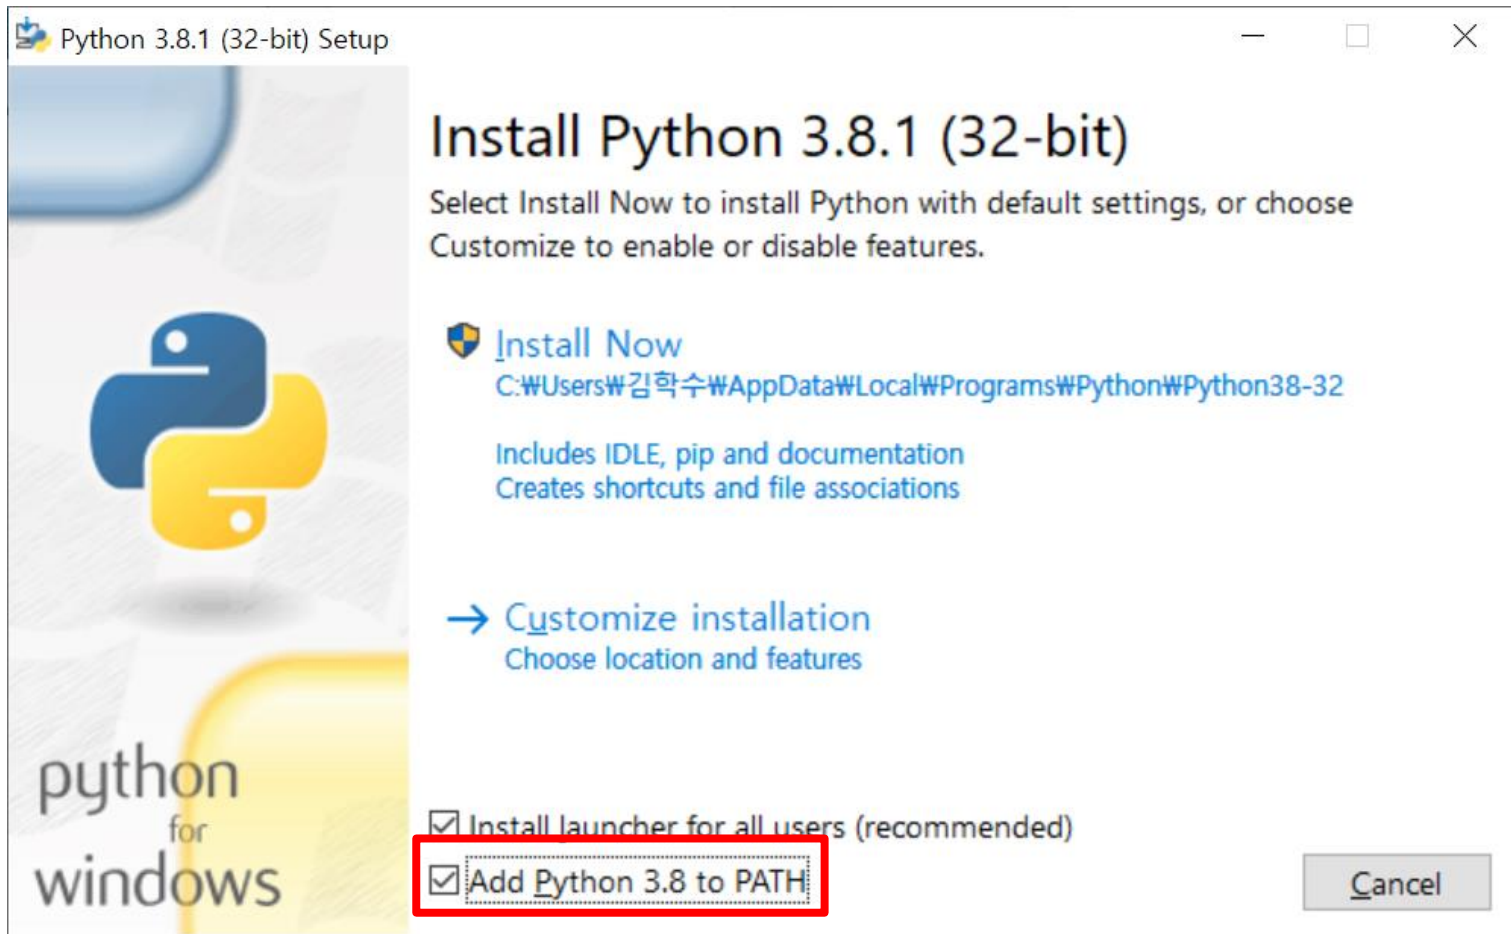 Python 3.8.1 (32-bit) Setup
Install Python 3.8.1 (32-bit)
Select Install Now to install Python with default settings, or choose
Customize to enable or disable features.
Install Now
C:₩Users₩김학수₩AppData₩Local₩Programs₩Python₩Python38-32
Includes IDLE, pip and documentation
Creates shortcuts and file associations
Customize installation
Choose location and features
python
for
windows
Install launcher for all users (recommended)
Add Python 3.8 to PATH
Cancel